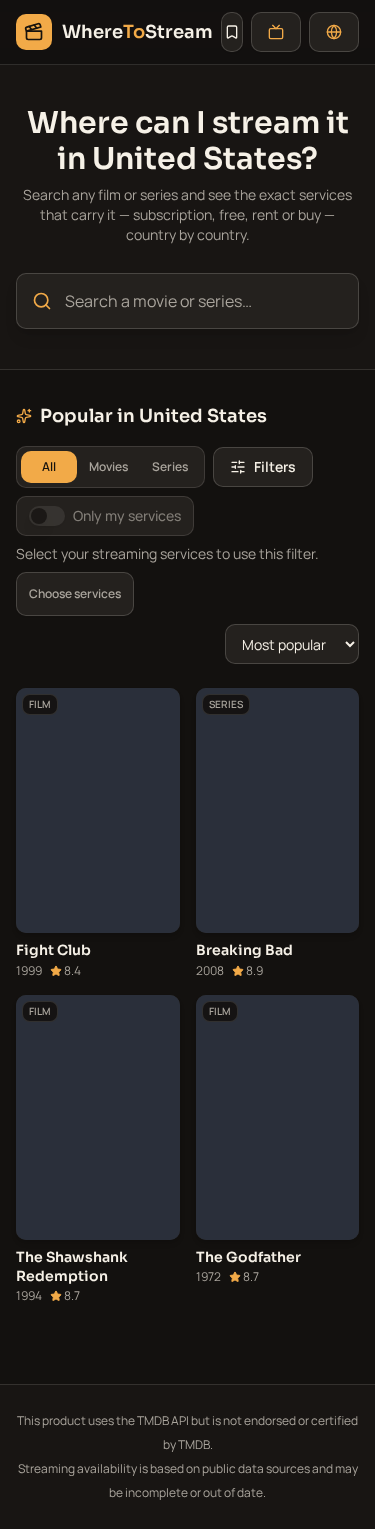 WhereToStream
Where can I stream it
in United States?
Search any film or series and see the exact services
that carry it — subscription, free, rent or buy —
country by country.
Search a movie or series...
Popular in United States
All Movies Series Filters
Only my services
Select your streaming services to use this filter.
Choose services
Most popular
FILM SERIES
Fight Club Breaking Bad
1999 8.4 2008 8.9
FILM FILM
The Shawshank The Godfather
Redemption 1972 8.7
1994 8.7
This product uses the TMDB API but is not endorsed or certified
by TMDB.
Streaming availability is based on public data sources and may
be incomplete or out of date.